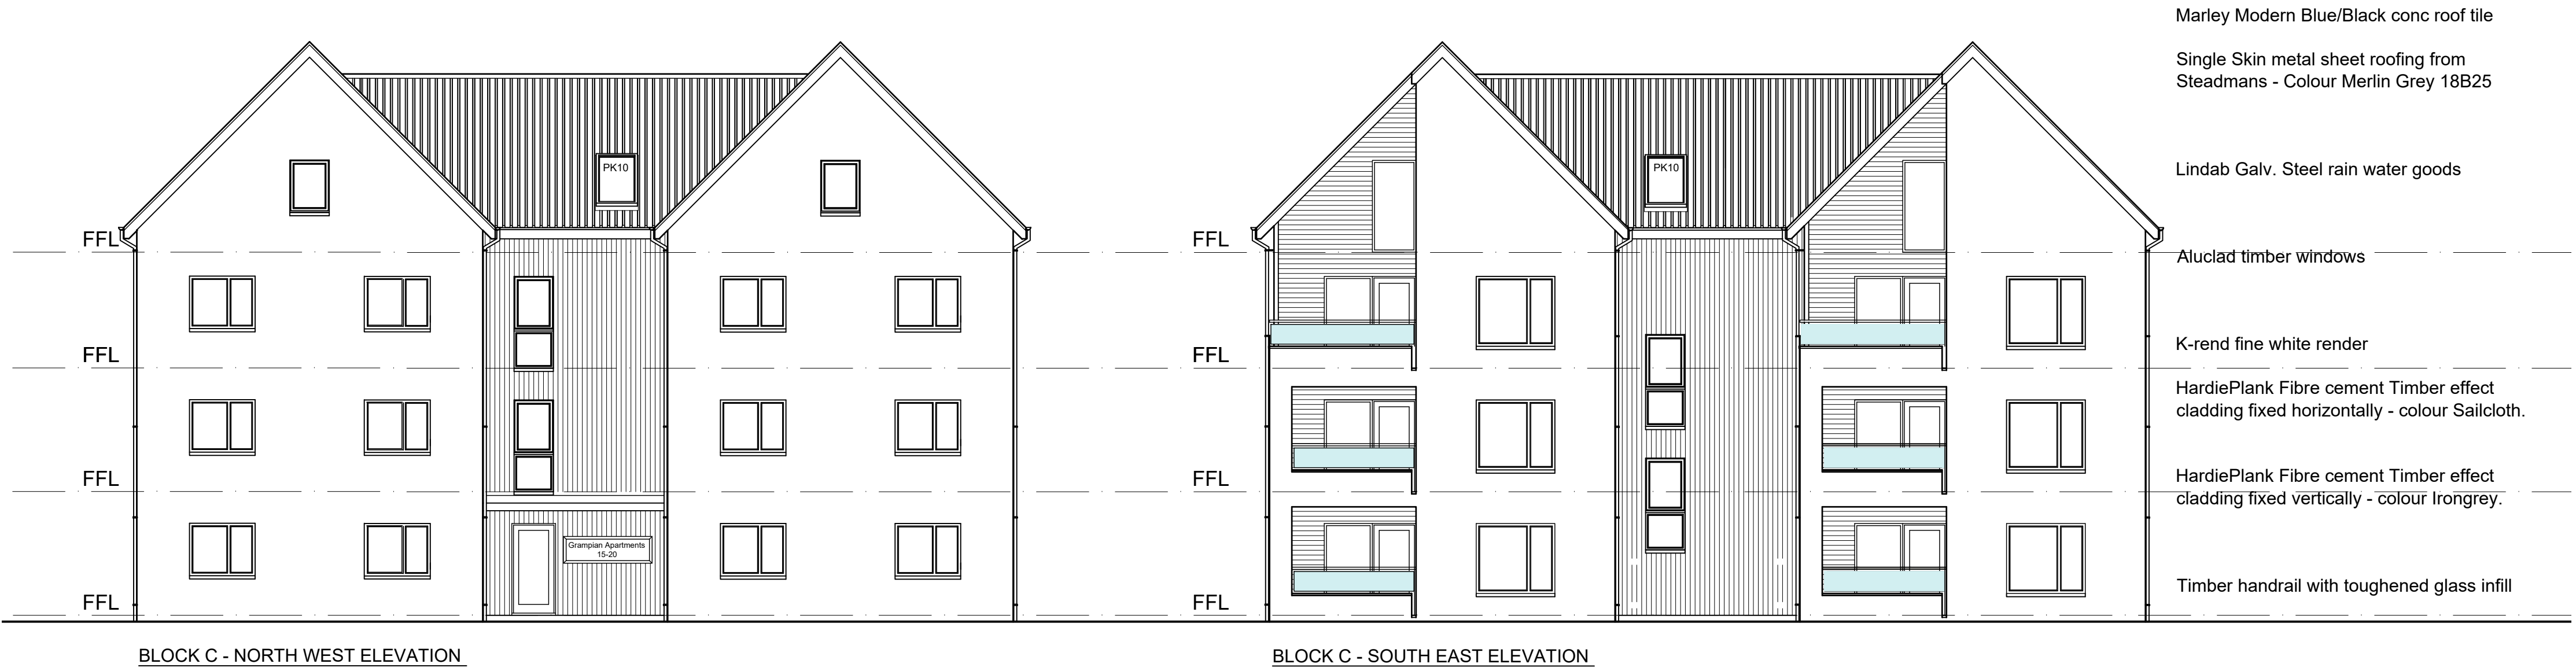 Marley Modern Blue/Black conc roof tile
Single Skin metal sheet roofing from
Steadmans - Colour Merlin Grey 18B25
Lindab Galv. Steel rain water goods
Aluclad timber windows
K-rend fine white render
HardiePlank Fibre cement Timber effect
cladding fixed horizontally - colour Sailcloth.
HardiePlank Fibre cement Timber effect
cladding fixed vertically - colour Irongrey.
Timber handrail with toughened glass infill
PK10
FFL
FFL
FFL
FFL
Grampian Apartments
15-20
BLOCK C - NORTH WEST ELEVATION
PK10
FFL
FFL
FFL
FFL
BLOCK C - SOUTH EAST ELEVATION